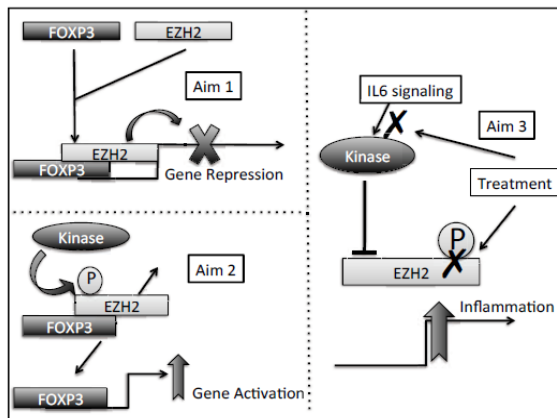 FOXP3
EZH2
Aim 1
EZH2
FOXP3
Gene Repression
Kinase
P
Aim 2
EZH2
FOXP3
FOXP3
Gene Activation
IL6 signaling
Aim 3
Kinase
Treatment
P
EZH2
Inflammation